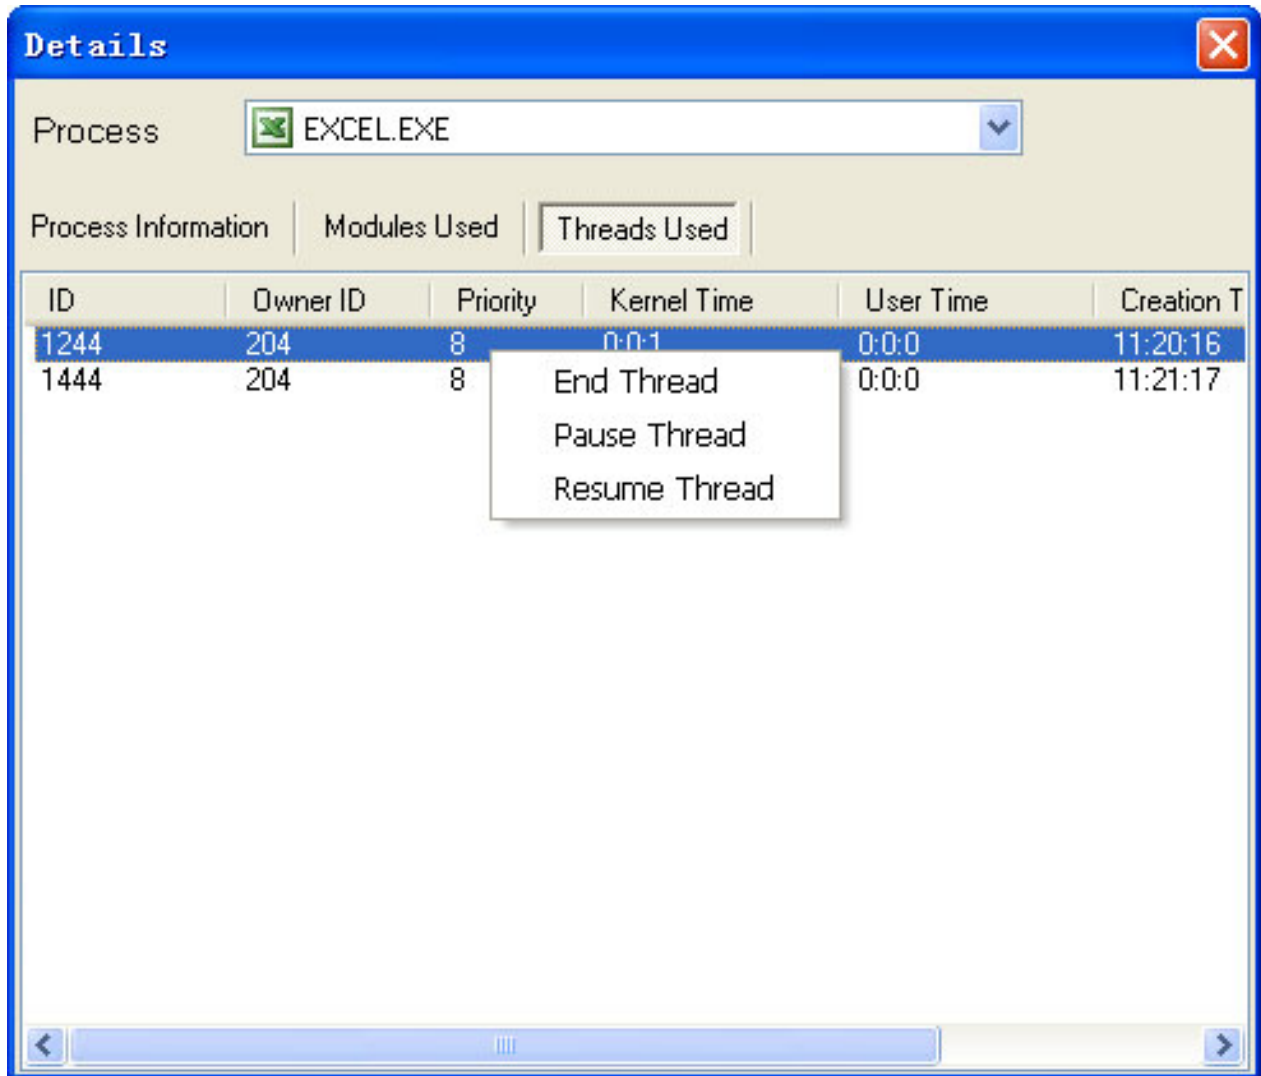 Details
Process EXCEL.EXE
Process Information Modules Used Threads Used
ID Owner ID Priority Kernel Time User Time Creation T
1244 204 8 0:0:1 0:0:0 11:20:16
1444 204 8 0:0:0 11:21:17
End Thread
Pause Thread
Resume Thread